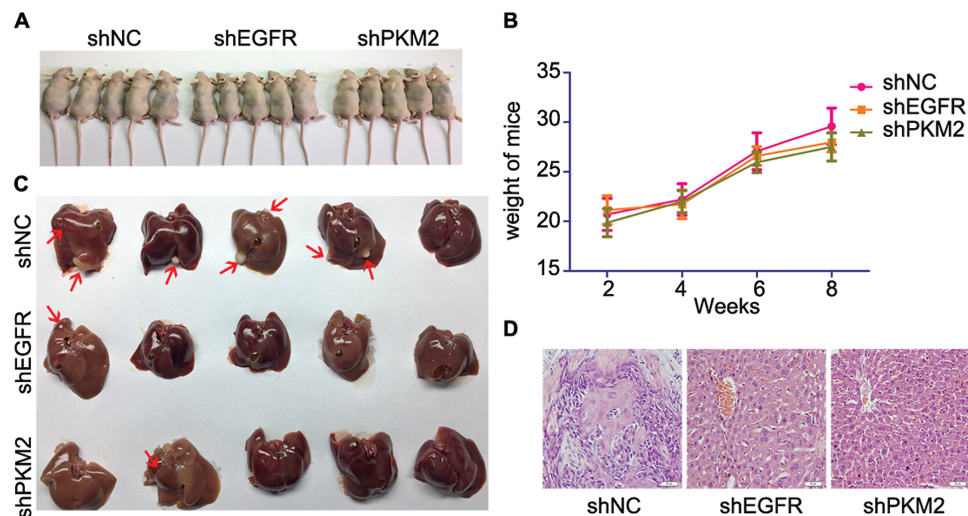 A
shNC
shEGFR
shPKM2
B
35
30
25
20
15
weight of mice
2
4
6
8
Weeks
shNC
shEGFR
shPKM2
C
shNC
shEGFR
shPKM2
D
shNC
shEGFR
shPKM2